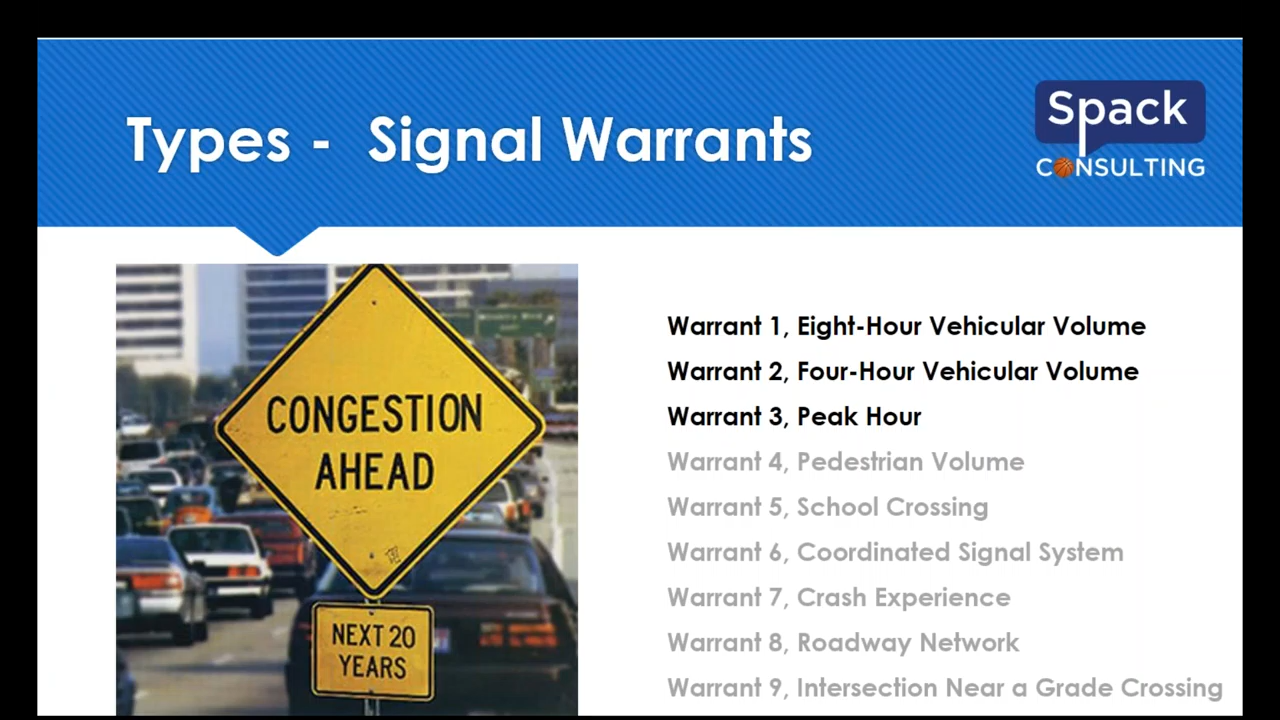 Types - Signal Warrants
Spack
CONSULTING
CONGESTION
AHEAD
NEXT 20
YEARS
Warrant 1, Eight-Hour Vehicular Volume
Warrant 2, Four-Hour Vehicular Volume
Warrant 3, Peak Hour
Warrant 4, Pedestrian Volume
Warrant 5, School Crossing
Warrant 6, Coordinated Signal System
Warrant 7, Crash Experience
Warrant 8, Roadway Network
Warrant 9, Intersection Near a Grade Crossing